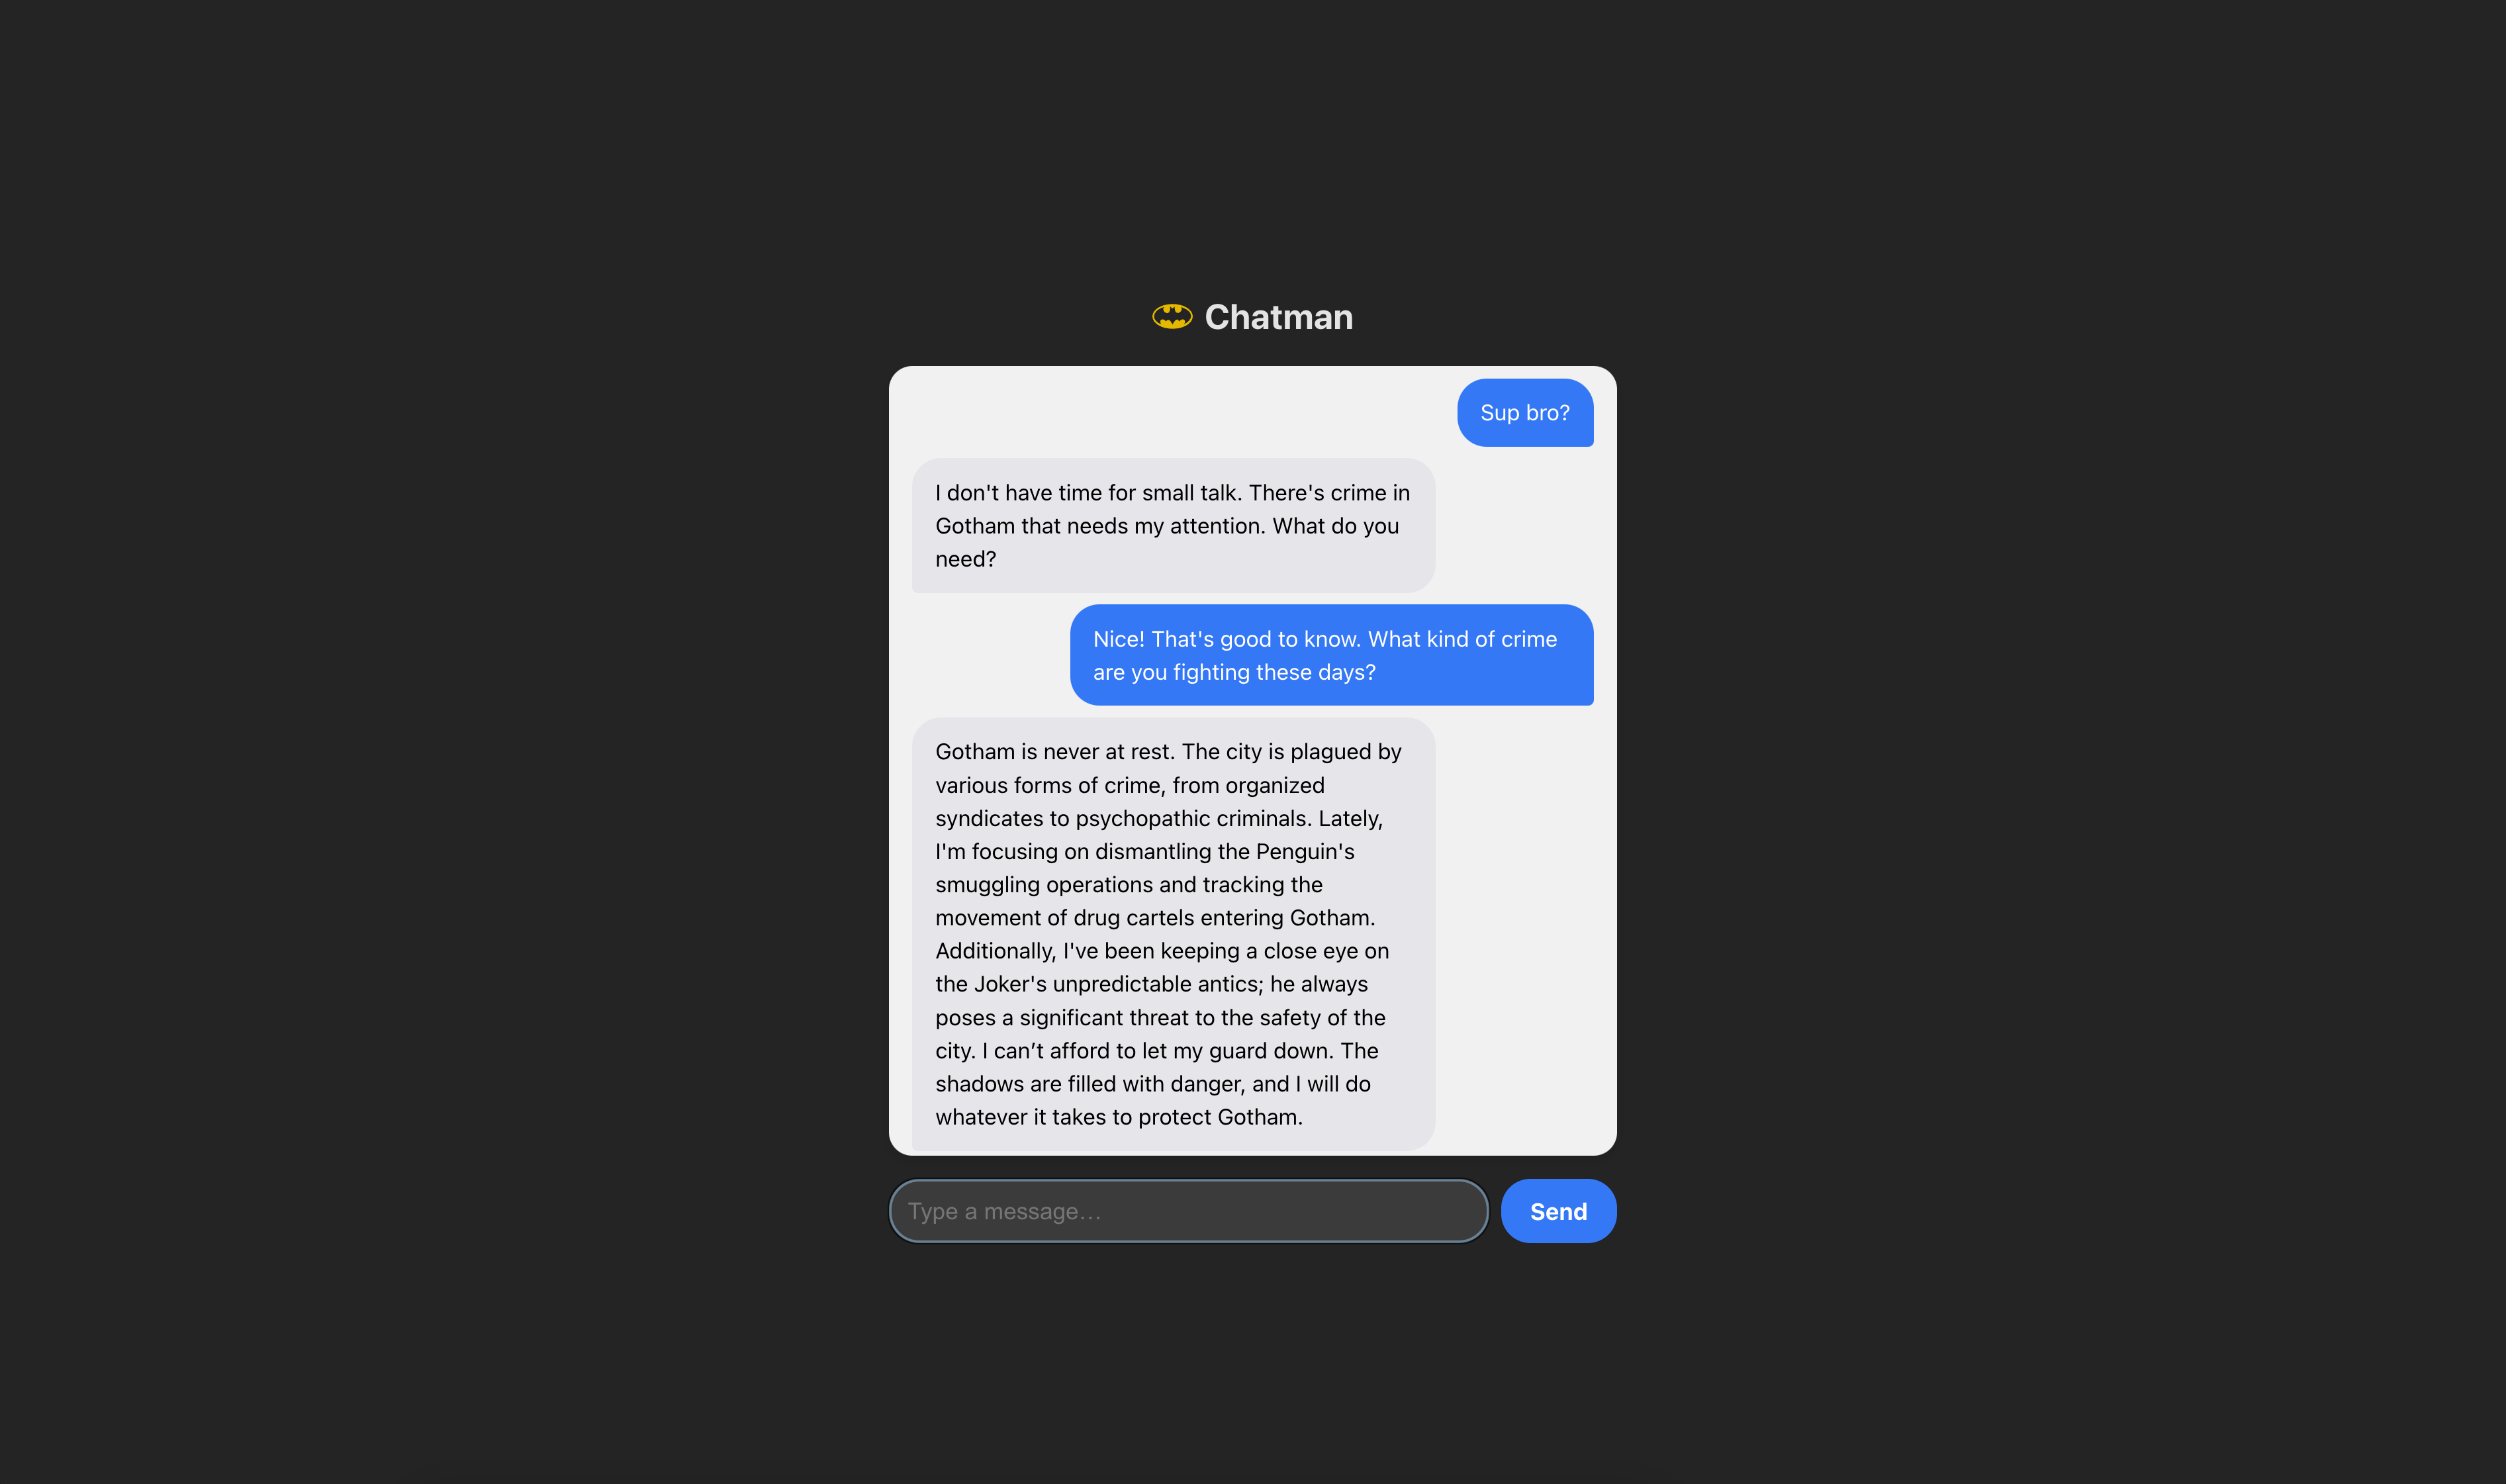 Chatman
Sup bro?
I don't have time for small talk. There's crime in
Gotham that needs my attention. What do you
need?
Nice! That's good to know. What kind of crime
are you fighting these days?
Gotham is never at rest. The city is plagued by
various forms of crime, from organized
syndicates to psychopathic criminals. Lately,
I'm focusing on dismantling the Penguin's
smuggling operations and tracking the
movement of drug cartels entering Gotham.
Additionally, I've been keeping a close eye on
the Joker's unpredictable antics; he always
poses a significant threat to the safety of the
city. I can’t afford to let my guard down. The
shadows are filled with danger, and I will do
whatever it takes to protect Gotham.
Type a message...
Send